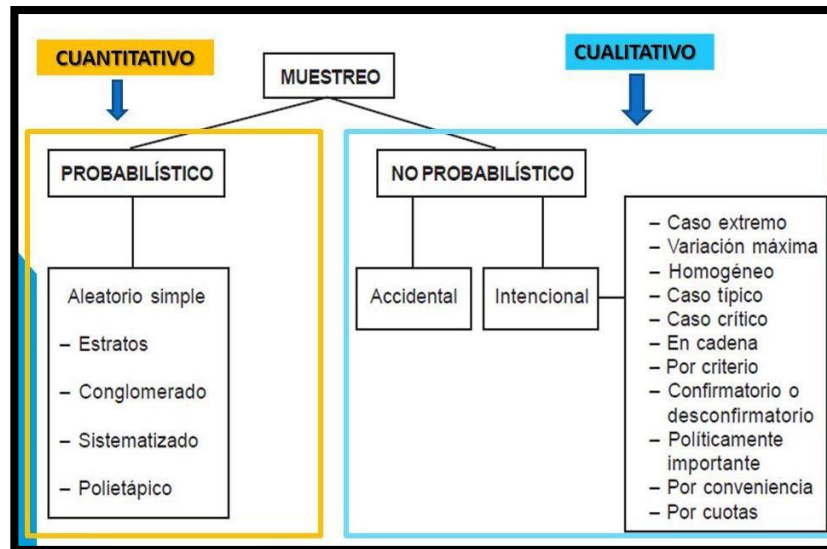 CUANTITATIVO
CUALITATIVO
MUESTREO
PROBABILÍSTICO
NO PROBABILÍSTICO
Aleatorio simple
– Estratos
– Conglomerado
– Sistematizado
– Polietápico
Accidental
Intencional
– Caso extremo
– Variación máxima
– Homogéneo
– Caso típico
– Caso crítico
– En cadena
– Por criterio
– Confirmatorio o
desconfirmatorio
– Políticamente
importante
– Por conveniencia
– Por cuotas